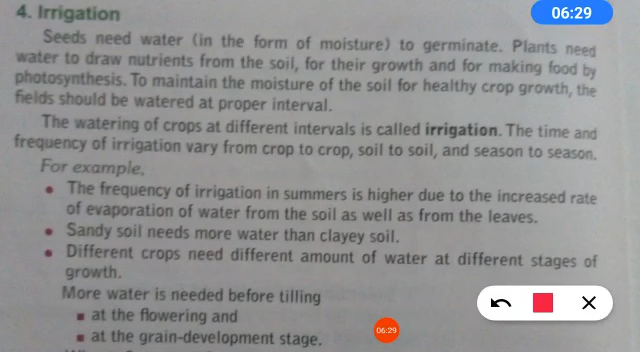 06:29
4. Irrigation
Seeds need water (in the form of moisture) to germinate. Plants need
water to draw nutrients from the soil, for their growth and for making food by
photosynthesis. To maintain the moisture of the soil for healthy crop growth, the
fields should be watered at proper interval.
The watering of crops at different intervals is called irrigation. The time and
frequency of irrigation vary from crop to crop, soil to soil, and season to season.
For example,
• The frequency of irrigation in summers is higher due to the increased rate
of evaporation of water from the soil as well as from the leaves.
• Sandy soil needs more water than clayey soil.
• Different crops need different amount of water at different stages of
growth.
More water is needed before tilling
▪ at the flowering and
▪ at the grain-development stage.
06:29